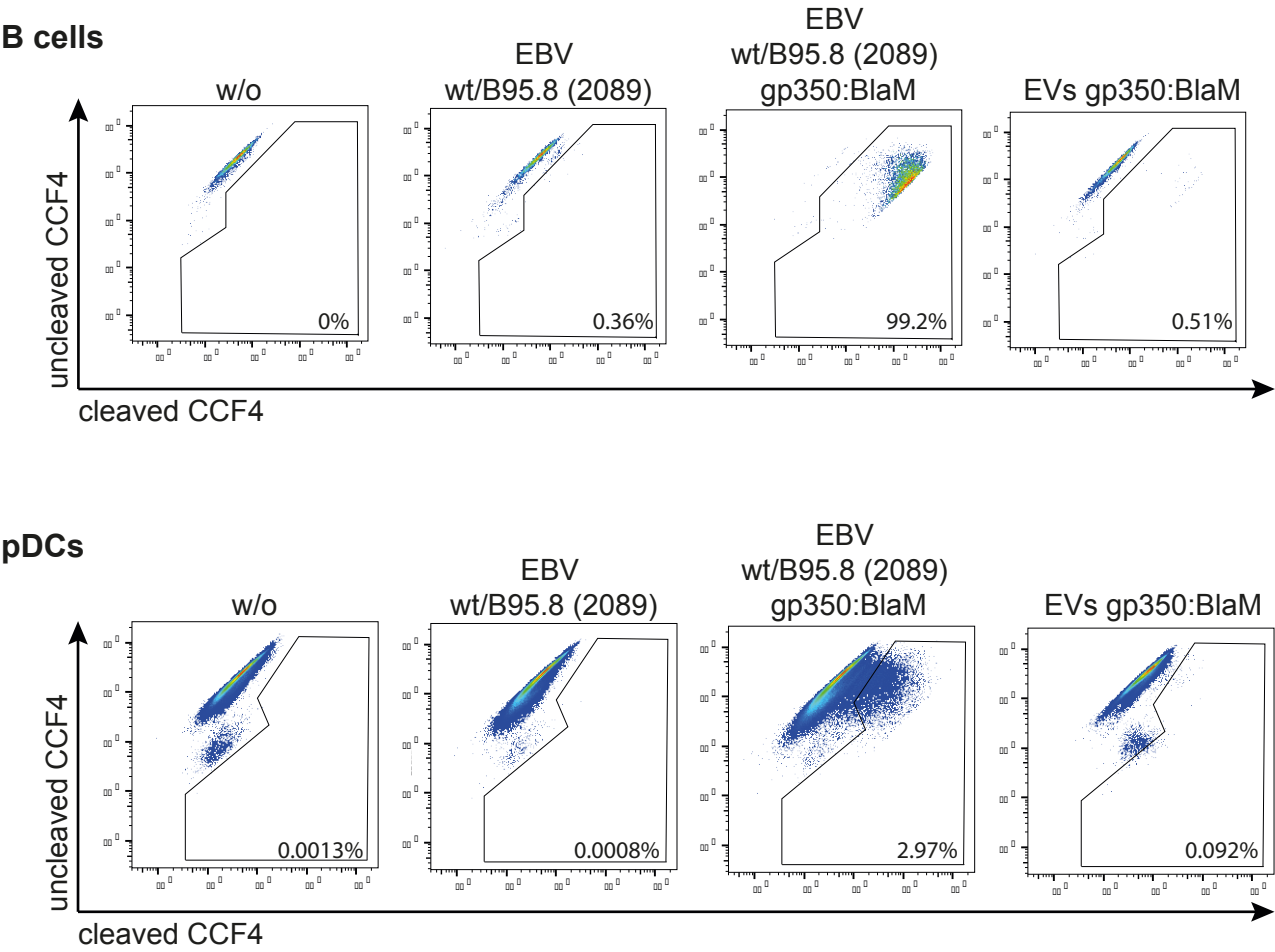 B cells
w/o
EBV
wt/B95.8 (2089)
EBV
wt/B95.8 (2089)
gp350:BlaM
EVs gp350:BlaM
uncleaved CCF4
0%
0.36%
99.2%
0.51%
cleaved CCF4
pDCs
w/o
EBV
wt/B95.8 (2089)
EBV
wt/B95.8 (2089)
gp350:BlaM
EVs gp350:BlaM
uncleaved CCF4
0.0013%
0.0008%
2.97%
0.092%
cleaved CCF4